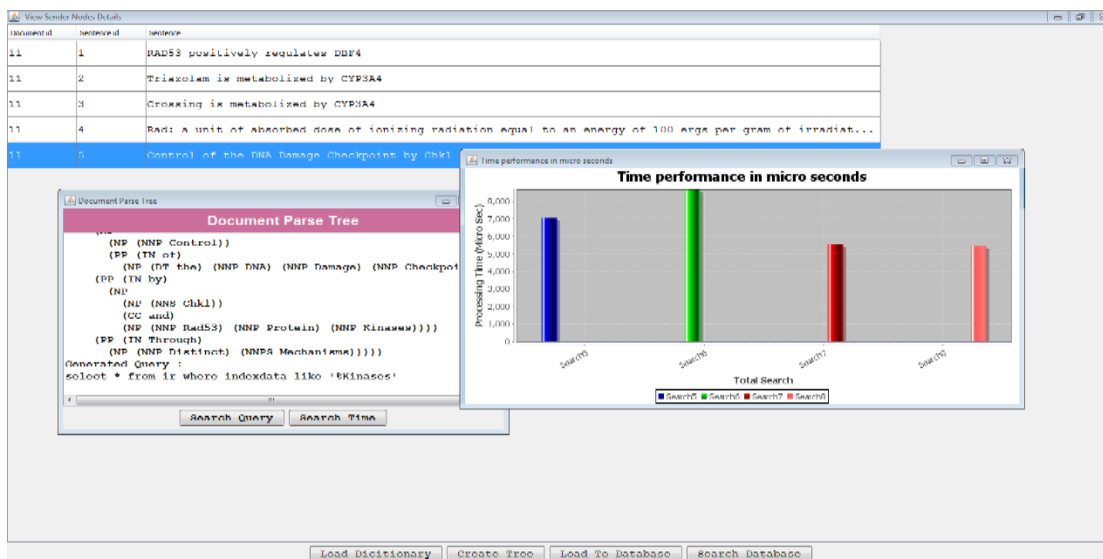 View Sender Nodes Details
Document id Sentence id Sentence
11 1 RAD53 positively regulates DBF4
11 2 Triazolam is metabolized by CYP3A4
11 3 Crossing is metabolized by CYP3A4
11 4 Rad: a unit of absorbed dose of ionizing radiation equal to an energy of 100 ergs per gram of irradiat...
11 5 Control of the DNA Damage Checkpoint by Chkl
Time performance in micro seconds
Time performance in micro seconds
Processing Time (Micro Sec)
8,000
7,000
6,000
5,000
4,000
3,000
2,000
1,000
0
Search5 Search6 Search7 Search8
Total Search
Search5 Search6 Search7 Search8
Document Parse Tree
Document Parse Tree
(NP (NNP Control))
(PP (IN of)
(NP (DT the) (NNP DNA) (NNP Damage) (NNP Checkpoi
(PP (IN by)
(NP
(NP (NNS Chkl))
(CC and)
(NP (NNP Rad53) (NNP Protein) (NNP Kinases))))
(PP (IN Through)
(NP (NNP Distinct) (NNPS Mechanisms)))))
Generated Query :
select * from ir where indexdata like '%Kinases'
Search Query Search Time
Load Dicitionary Create Tree Load To Database Search Database